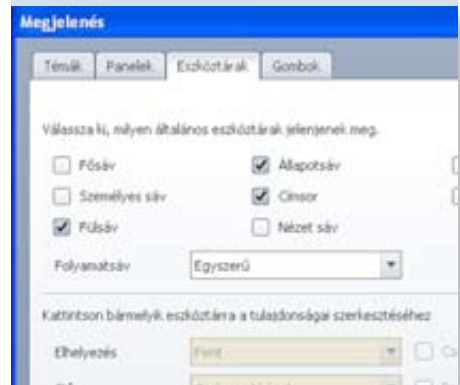 Megjelenés
Témák Panelek Eszköztárak Gombok
Válassza ki, milyen általános eszköztárak jelenjenek meg.
Fősáv Állapotsáv
Személyes sáv Címsor
Fülsáv Nézet sáv
Folyamatsáv Egyszerű
Kattintson bármelyik eszköztárra a tulajdonságai szerkesztéséhez
Elhelyezés Fent